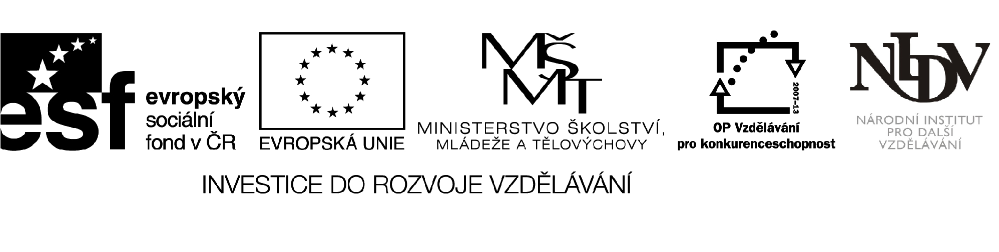 esf
evropský
sociální
fond v ČR
EVROPSKÁ UNIE
MŠMT
MINISTERSTVO ŠKOLSTVÍ,
MLÁDEŽE A TĚLOVÝCHOVY
2007-13
OP Vzdělávání
pro konkurenceschopnost
NIDV
NÁRODNÍ INSTITUT
PRO DALŠÍ
VZDĚLÁVÁNÍ
INVESTICE DO ROZVOJE VZDĚLÁVÁNÍ